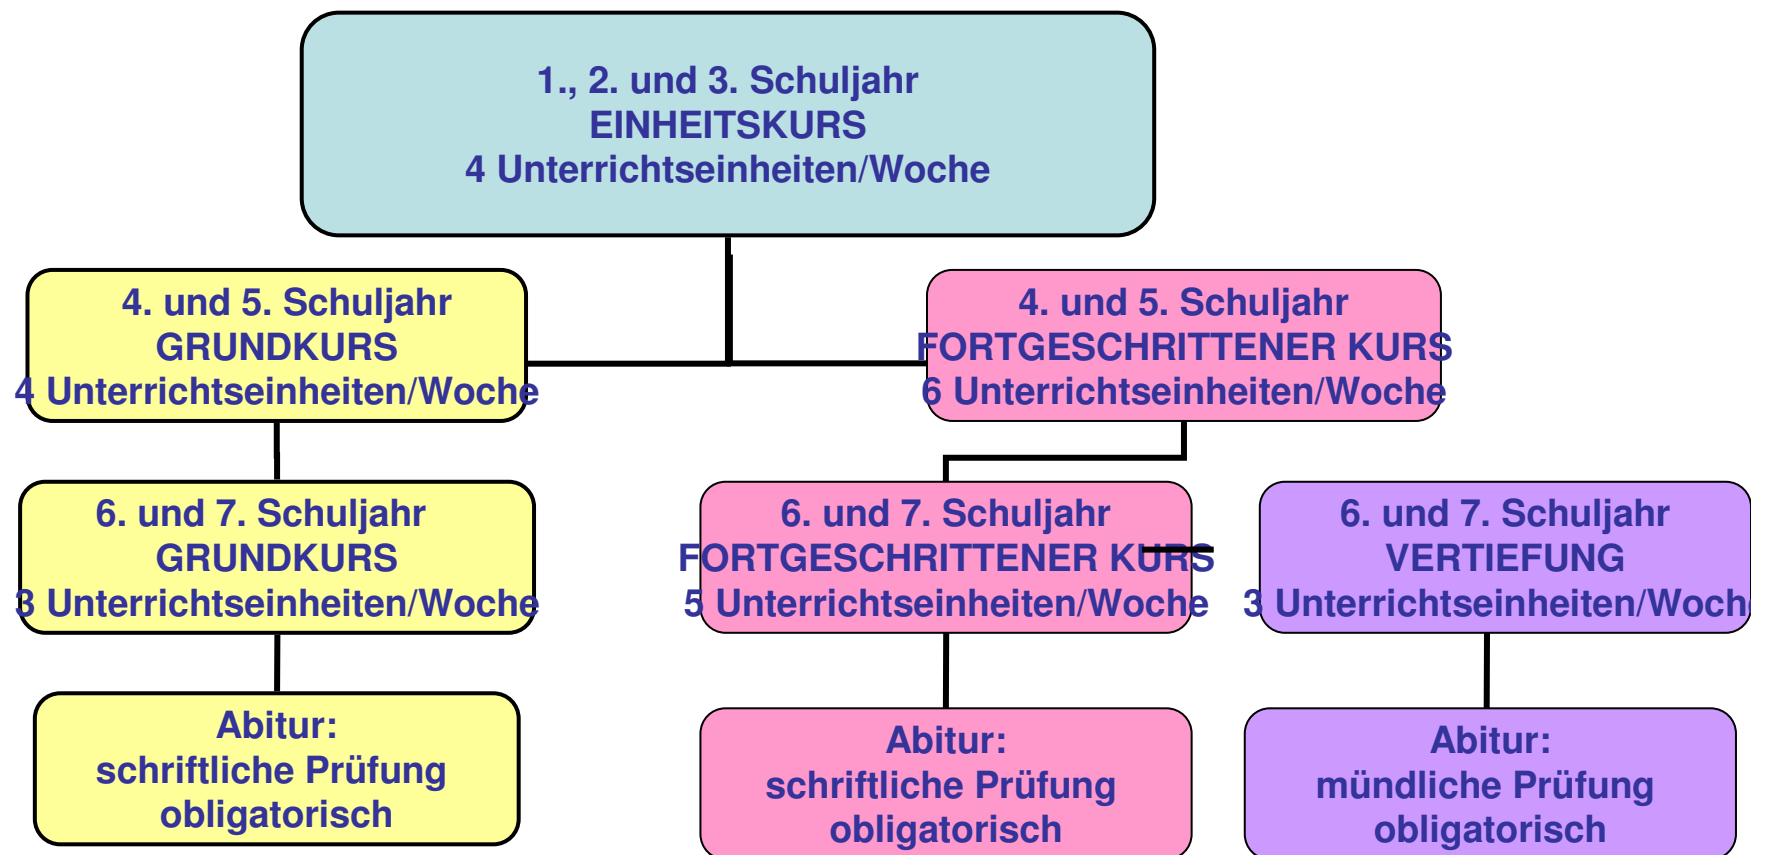 1., 2. und 3. Schuljahr
EINHEITSKURS
4 Unterrichtseinheiten/Woche
4. und 5. Schuljahr
GRUNDKURS
4 Unterrichtseinheiten/Woche
4. und 5. Schuljahr
FORTGESCHRITTENER KURS
6 Unterrichtseinheiten/Woche
6. und 7. Schuljahr
GRUNDKURS
3 Unterrichtseinheiten/Woche
6. und 7. Schuljahr
FORTGESCHRITTENER KURS
5 Unterrichtseinheiten/Woche
6. und 7. Schuljahr
VERTIEFUNG
3 Unterrichtseinheiten/Woche
Abitur:
schriftliche Prüfung
obligatorisch
Abitur:
schriftliche Prüfung
obligatorisch
Abitur:
mündliche Prüfung
obligatorisch